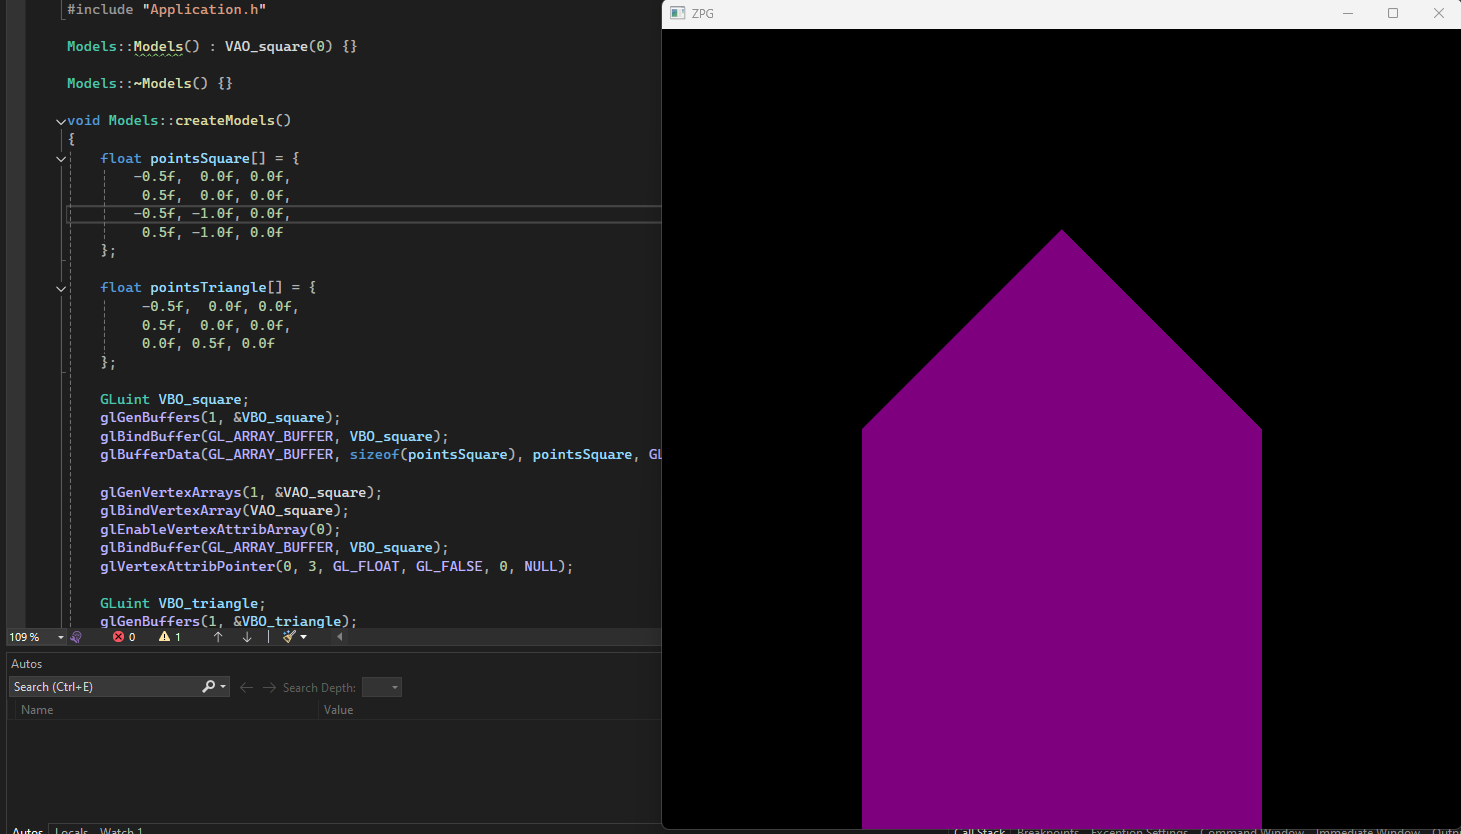 #include "Application.h"
Models::Models() : VAO_square(0) {}
Models::~Models() {}
void Models::createModels()
{
float pointsSquare[] = {
-0.5f, 0.0f, 0.0f,
0.5f, 0.0f, 0.0f,
-0.5f, -1.0f, 0.0f,
0.5f, -1.0f, 0.0f
};
float pointsTriangle[] = {
-0.5f, 0.0f, 0.0f,
0.5f, 0.0f, 0.0f,
0.0f, 0.5f, 0.0f
};
GLuint VBO_square;
glGenBuffers(1, &VBO_square);
glBindBuffer(GL_ARRAY_BUFFER, VBO_square);
glBufferData(GL_ARRAY_BUFFER, sizeof(pointsSquare), pointsSquare, GL
glGenVertexArrays(1, &VAO_square);
glBindVertexArray(VAO_square);
glEnableVertexAttribArray(0);
glBindBuffer(GL_ARRAY_BUFFER, VBO_square);
glVertexAttribPointer(0, 3, GL_FLOAT, GL_FALSE, 0, NULL);
GLuint VBO_triangle;
glGenBuffers(1, &VBO_triangle);
109 % 0 1
Autos
Search (Ctrl+E) Search Depth:
Name Value
Autos Locals Watch 1
ZPG
Call Stack Breakpoints Exception Settings Command Window Immediate Window Outp